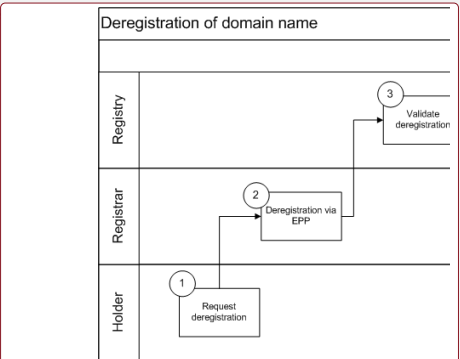 Deregistration of domain name
Registry
3
Validate
deregistration
Registrar
2
Deregistration via
EPP
Holder
1
Request
deregistration